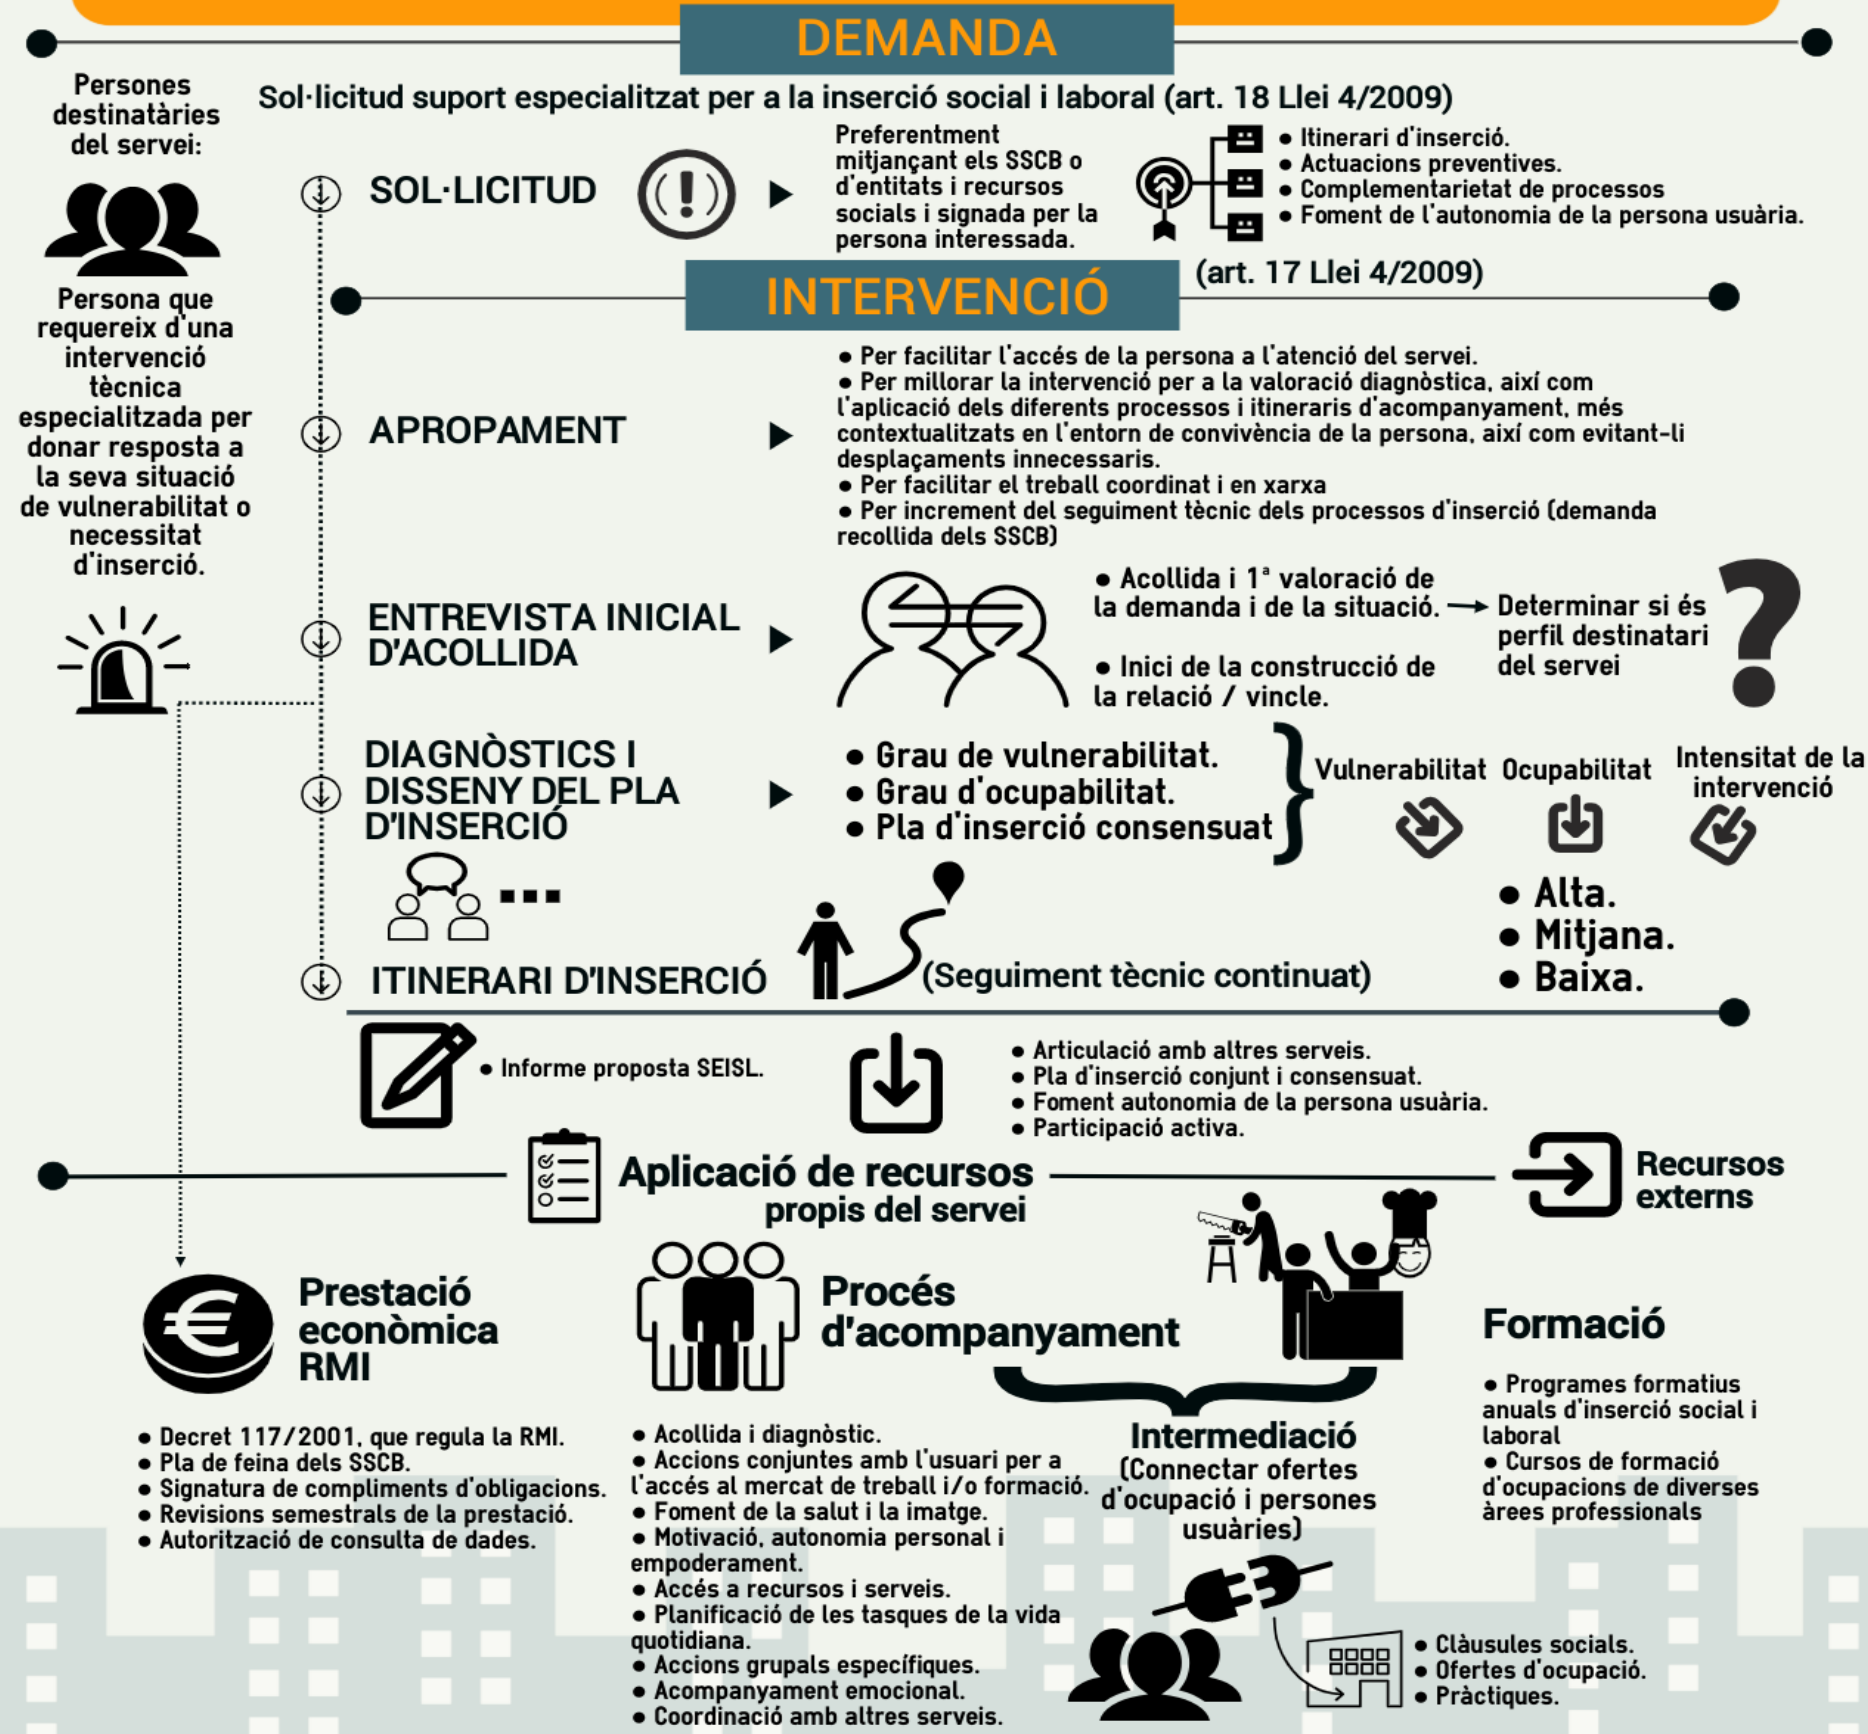 DEMANDA
Persones
destinatàries
del servei:
Persona que
requereix d'una
intervenció
tècnica
especialitzada per
donar resposta a
la seva situació
de vulnerabilitat o
necessitat
d'inserció.
Sol·licitud suport especialitzat per a la inserció social i laboral (art. 18 Llei 4/2009)
SOL·LICITUD
Preferentment
mitjançant els SSCB o
d'entitats i recursos
socials i signada per la
persona interessada.
● Itinerari d'inserció.
● Actuacions preventives.
● Complementarietat de processos
● Foment de l'autonomia de la persona usuària.
INTERVENCIÓ
(art. 17 Llei 4/2009)
APROPAMENT
● Per facilitar l'accés de la persona a l'atenció del servei.
● Per millorar la intervenció per a la valoració diagnòstica, així com
l'aplicació dels diferents processos i itineraris d'acompanyament, més
contextualitzats en l'entorn de convivència de la persona, així com evitant-li
desplaçaments innecessaris.
● Per facilitar el treball coordinat i en xarxa
● Per increment del seguiment tècnic dels processos d'inserció (demanda
recollida dels SSCB)
ENTREVISTA INICIAL
D'ACOLLIDA
● Acollida i 1ª valoració de
la demanda i de la situació.
● Inici de la construcció de
la relació / vincle.
Determinar si és
perfil destinatari
del servei
?
DIAGNÒSTICS I
DISSENY DEL PLA
D'INSERCIÓ
● Grau de vulnerabilitat.
● Grau d'ocupabilitat.
● Pla d'inserció consensuat
Vulnerabilitat
Ocupabilitat
Intensitat de la
intervenció
● Alta.
● Mitjana.
● Baixa.
ITINERARI D'INSERCIÓ
(Seguiment tècnic continuat)
● Informe proposta SEISL.
● Articulació amb altres serveis.
● Pla d'inserció conjunt i consensuat.
● Foment autonomia de la persona usuària.
● Participació activa.
Aplicació de recursos
propis del servei
Recursos
externs
Prestació
econòmica
RMI
● Decret 117/2001, que regula la RMI.
● Pla de feina dels SSCB.
● Signatura de compliments d'obligacions.
● Revisions semestrals de la prestació.
● Autorització de consulta de dades.
Procés
d'acompanyament
● Acollida i diagnòstic.
● Accions conjuntes amb l'usuari per a
l'accés al mercat de treball i/o formació.
● Foment de la salut i la imatge.
● Motivació, autonomia personal i
empoderament.
● Accés a recursos i serveis.
● Planificació de les tasques de la vida
quotidiana.
● Accions grupals específiques.
● Acompanyament emocional.
● Coordinació amb altres serveis.
Intermediació
(Connectar ofertes
d'ocupació i persones
usuàries)
● Clàusules socials.
● Ofertes d'ocupació.
● Pràctiques.
Formació
● Programes formatius
anuals d'inserció social i
laboral
● Cursos de formació
d'ocupacions de diverses
àrees professionals